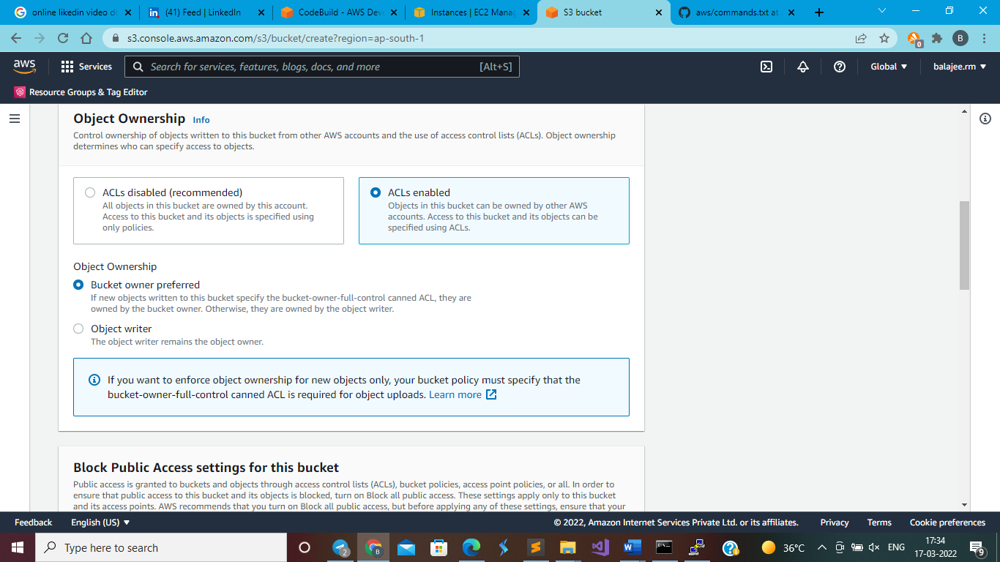 online likedin video do
(41) Feed | LinkedIn
CodeBuild - AWS Deve
Instances | EC2 Manag
S3 bucket
aws/commands.txt at
s3.console.aws.amazon.com/s3/bucket/create?region=ap-south-1
0
B
aws
Services
Search for services, features, blogs, docs, and more
[Alt+S]
Global
balajee.rm
Resource Groups & Tag Editor
Object Ownership Info
Control ownership of objects written to this bucket from other AWS accounts and the use of access control lists (ACLs). Object ownership
determines who can specify access to objects.
ACLs disabled (recommended)
All objects in this bucket are owned by this account.
Access to this bucket and its objects is specified using
only policies.
ACLs enabled
Objects in this bucket can be owned by other AWS
accounts. Access to this bucket and its objects can be
specified using ACLs.
Object Ownership
Bucket owner preferred
If new objects written to this bucket specify the bucket-owner-full-control canned ACL, they are
owned by the bucket owner. Otherwise, they are owned by the object writer.
Object writer
The object writer remains the object owner.
If you want to enforce object ownership for new objects only, your bucket policy must specify that the
bucket-owner-full-control canned ACL is required for object uploads. Learn more
Block Public Access settings for this bucket
Public access is granted to buckets and objects through access control lists (ACLs), bucket policies, access point policies, or all. In order to
ensure that public access to this bucket and its objects is blocked, turn on Block all public access. These settings apply only to this bucket
and its access points. AWS recommends that you turn on Block all public access, but before applying any of these settings, ensure that your
Feedback
English (US)
© 2022, Amazon Internet Services Private Ltd. or its affiliates.
Privacy
Terms
Cookie preferences
Type here to search
2
B
36°C
ENG
17:34
17-03-2022
9